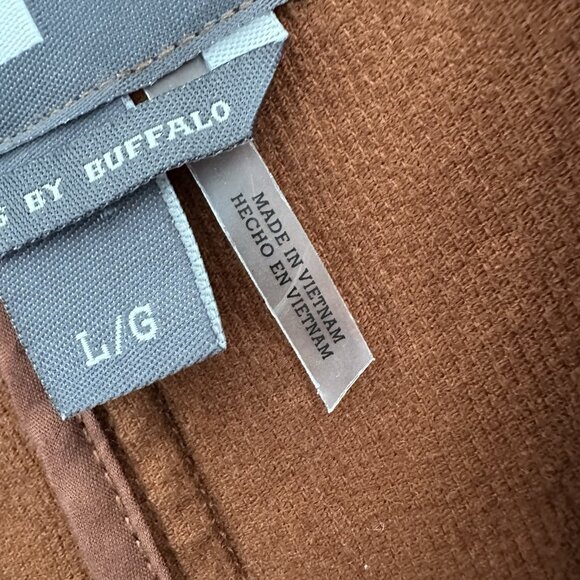 BY BUFFALO
L/G
MADE IN VIETNAM
HECHO EN VIETNAM